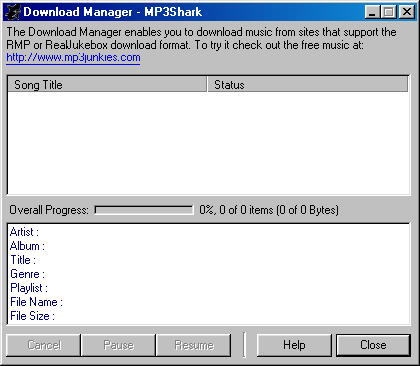 Download Manager - MP3Shark
The Download Manager enables you to download music from sites that support the
RMP or RealJukebox download format. To try it check out the free music at:
http://www.mp3junkies.com
Song Title Status
Overall Progress: 0%, 0 of 0 items (0 of 0 Bytes)
Artist :
Album :
Title :
Genre :
Playlist :
File Name :
File Size :
Cancel Pause Resume Help Close